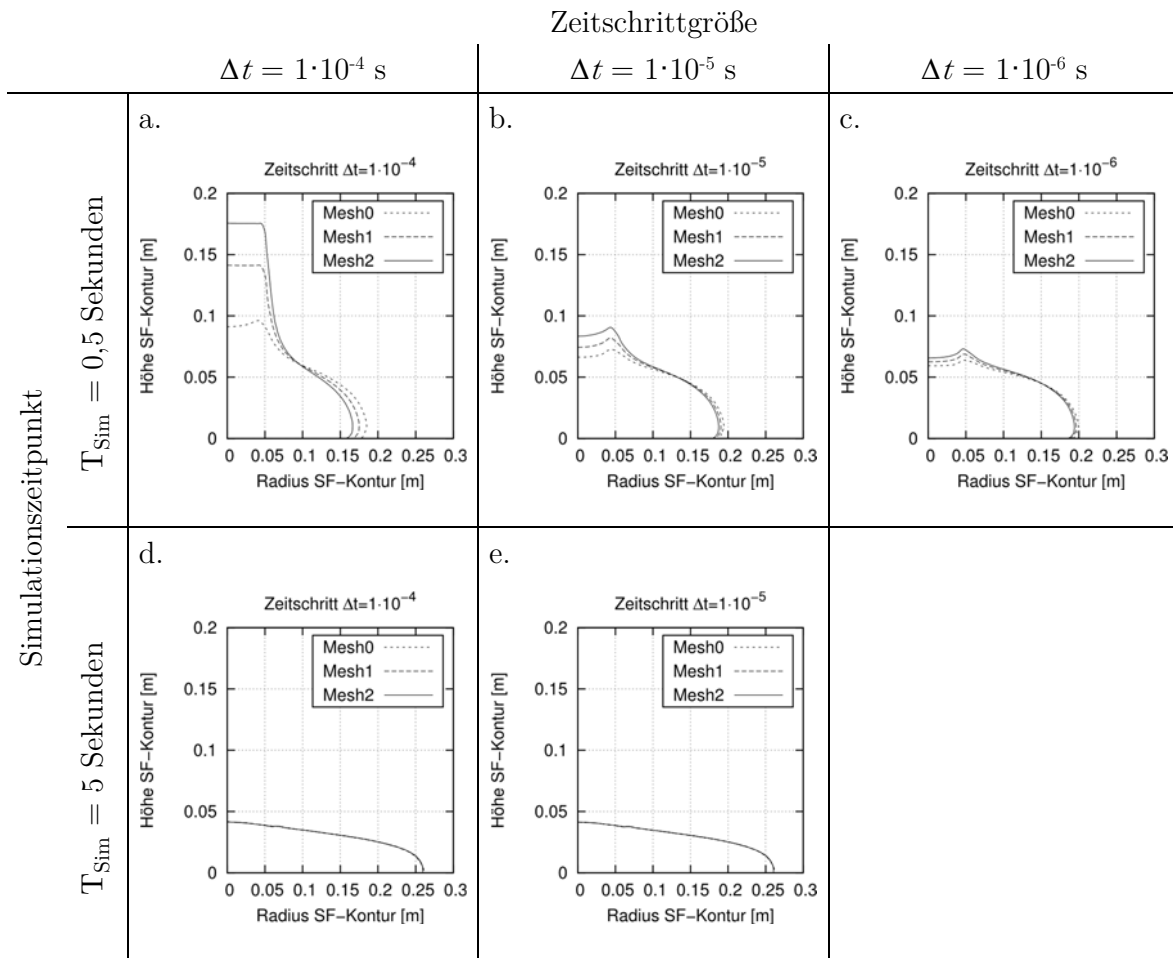 Zeitschrittgröße
Δt = 1·10⁻⁴ s
Δt = 1·10⁻⁵ s
Δt = 1·10⁻⁶ s
Simulationszeitpunkt
T_Sim = 0,5 Sekunden
a.
Zeitschritt Δt=1·10⁻⁴
0.2
0.15
0.1
0.05
0
Höhe SF−Kontur [m]
Mesh0
Mesh1
Mesh2
0 0.05 0.1 0.15 0.2 0.25 0.3
Radius SF−Kontur [m]
b.
Zeitschritt Δt=1·10⁻⁵
0.2
0.15
0.1
0.05
0
Höhe SF−Kontur [m]
Mesh0
Mesh1
Mesh2
0 0.05 0.1 0.15 0.2 0.25 0.3
Radius SF−Kontur [m]
c.
Zeitschritt Δt=1·10⁻⁶
0.2
0.15
0.1
0.05
0
Höhe SF−Kontur [m]
Mesh0
Mesh1
Mesh2
0 0.05 0.1 0.15 0.2 0.25 0.3
Radius SF−Kontur [m]
T_Sim = 5 Sekunden
d.
Zeitschritt Δt=1·10⁻⁴
0.2
0.15
0.1
0.05
0
Höhe SF−Kontur [m]
Mesh0
Mesh1
Mesh2
0 0.05 0.1 0.15 0.2 0.25 0.3
Radius SF−Kontur [m]
e.
Zeitschritt Δt=1·10⁻⁵
0.2
0.15
0.1
0.05
0
Höhe SF−Kontur [m]
Mesh0
Mesh1
Mesh2
0 0.05 0.1 0.15 0.2 0.25 0.3
Radius SF−Kontur [m]